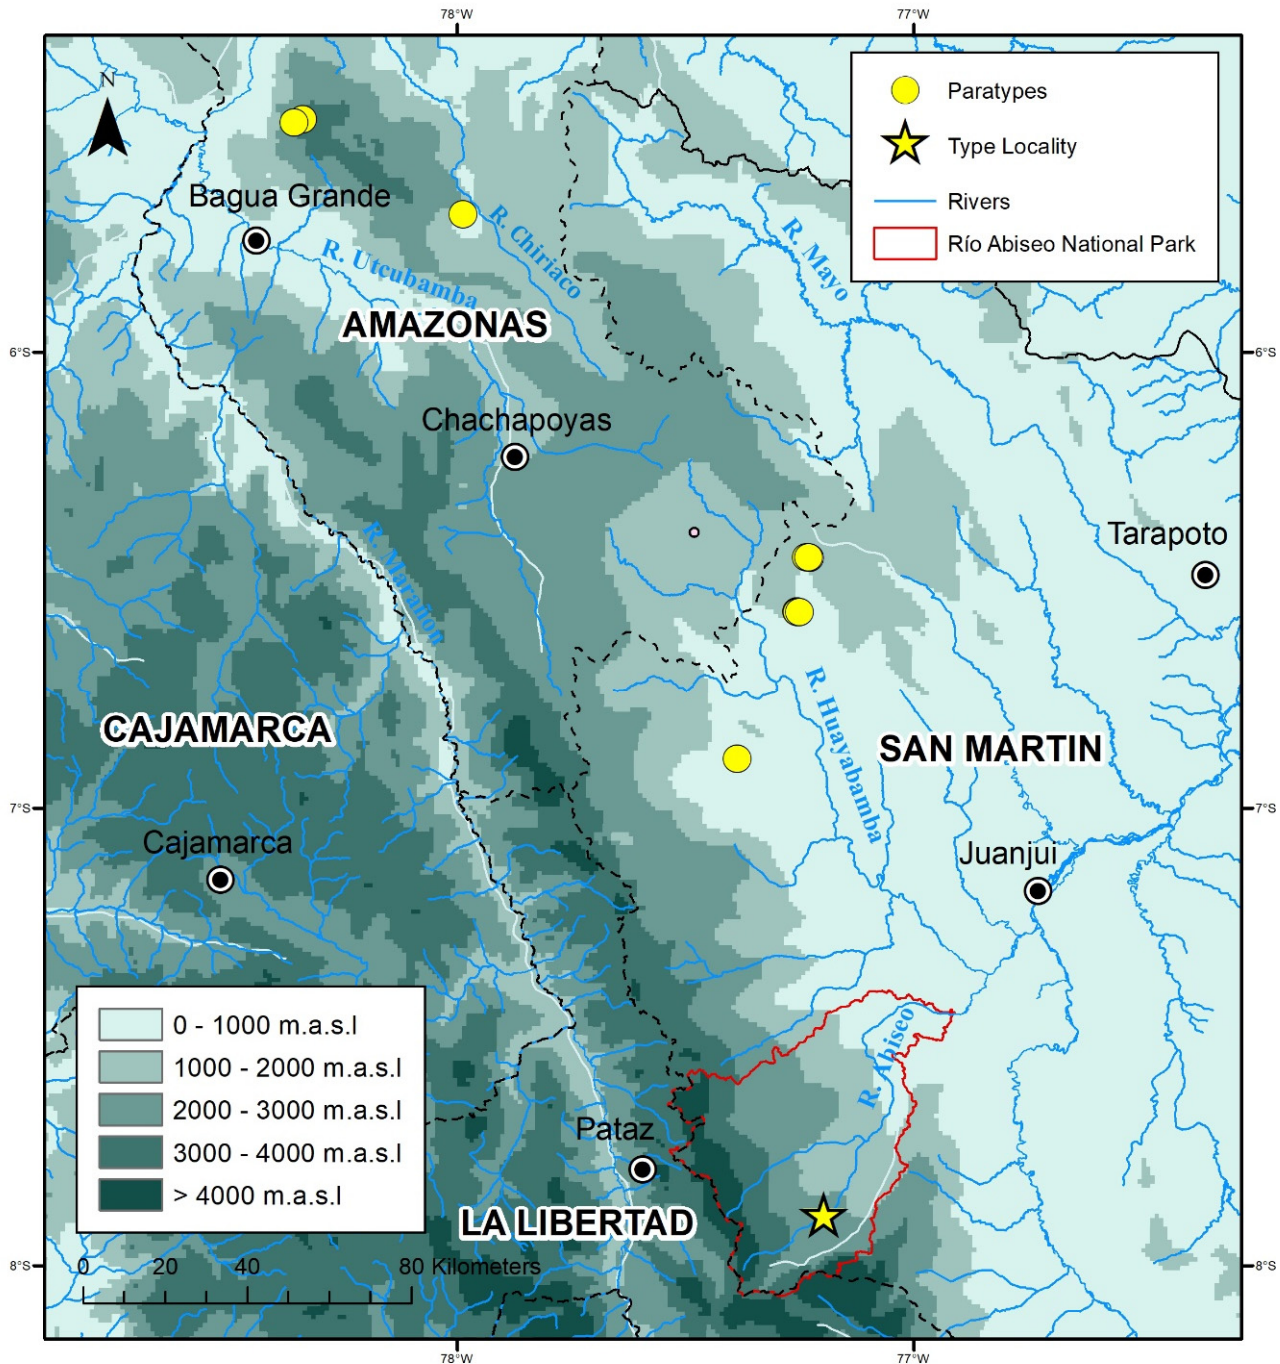 78°W
77°W
N
Paratypes
Type Locality
Rivers
Río Abiseo National Park
Bagua Grande
R. Chiriaco
R. Mayo
R. Utcubamba
AMAZONAS
6°S
6°S
Chachapoyas
Tarapoto
R. Marañon
R. Huayabamba
CAJAMARCA
SAN MARTIN
7°S
7°S
Cajamarca
Juanjui
0 - 1000 m.a.s.l
1000 - 2000 m.a.s.l
2000 - 3000 m.a.s.l
3000 - 4000 m.a.s.l
> 4000 m.a.s.l
R. Abiseo
Pataz
LA LIBERTAD
8°S
8°S
0 20 40 80 Kilometers
78°W
77°W